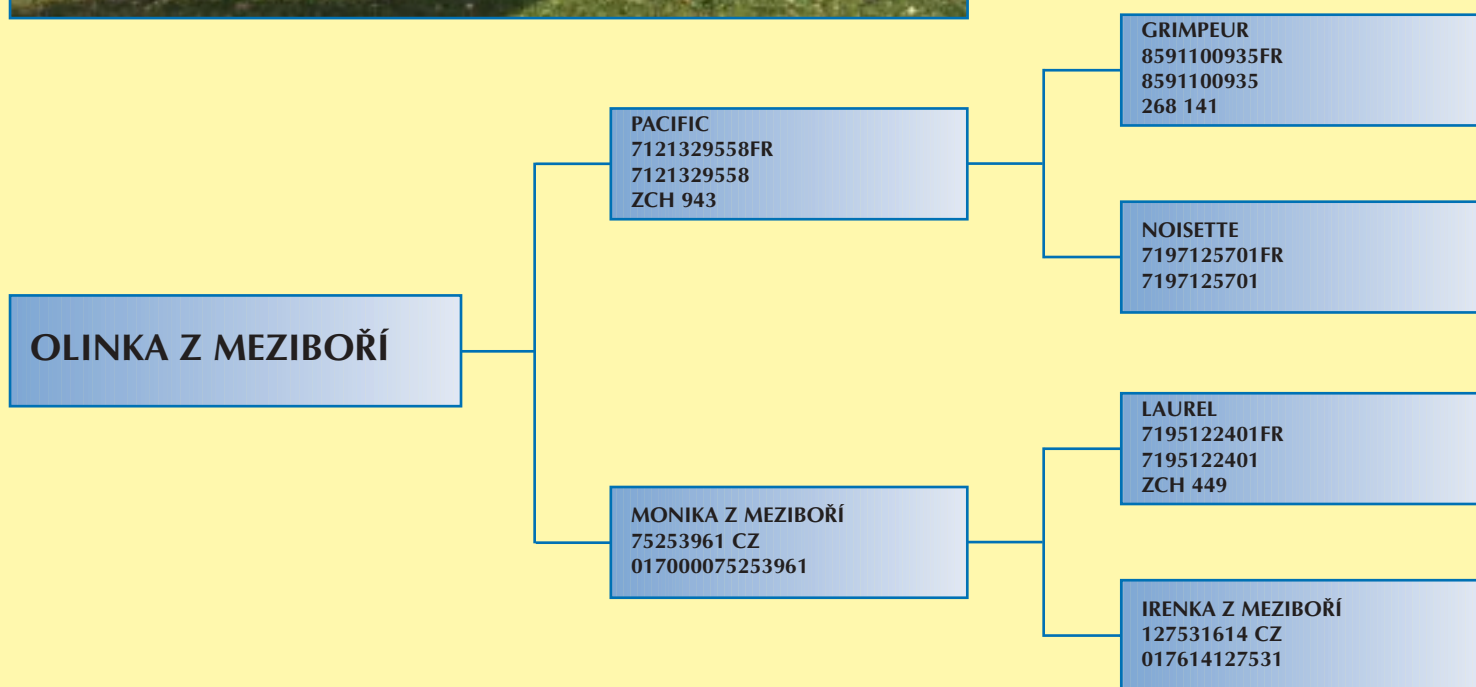 GRIMPEUR
8591100935FR
8591100935
268 141
PACIFIC
7121329558FR
7121329558
ZCH 943
NOISETTE
7197125701FR
7197125701
OLINKA Z MEZIBOŘÍ
LAUREL
7195122401FR
7195122401
ZCH 449
MONIKA Z MEZIBOŘÍ
75253961 CZ
017000075253961
IRENKA Z MEZIBOŘÍ
127531614 CZ
017614127531